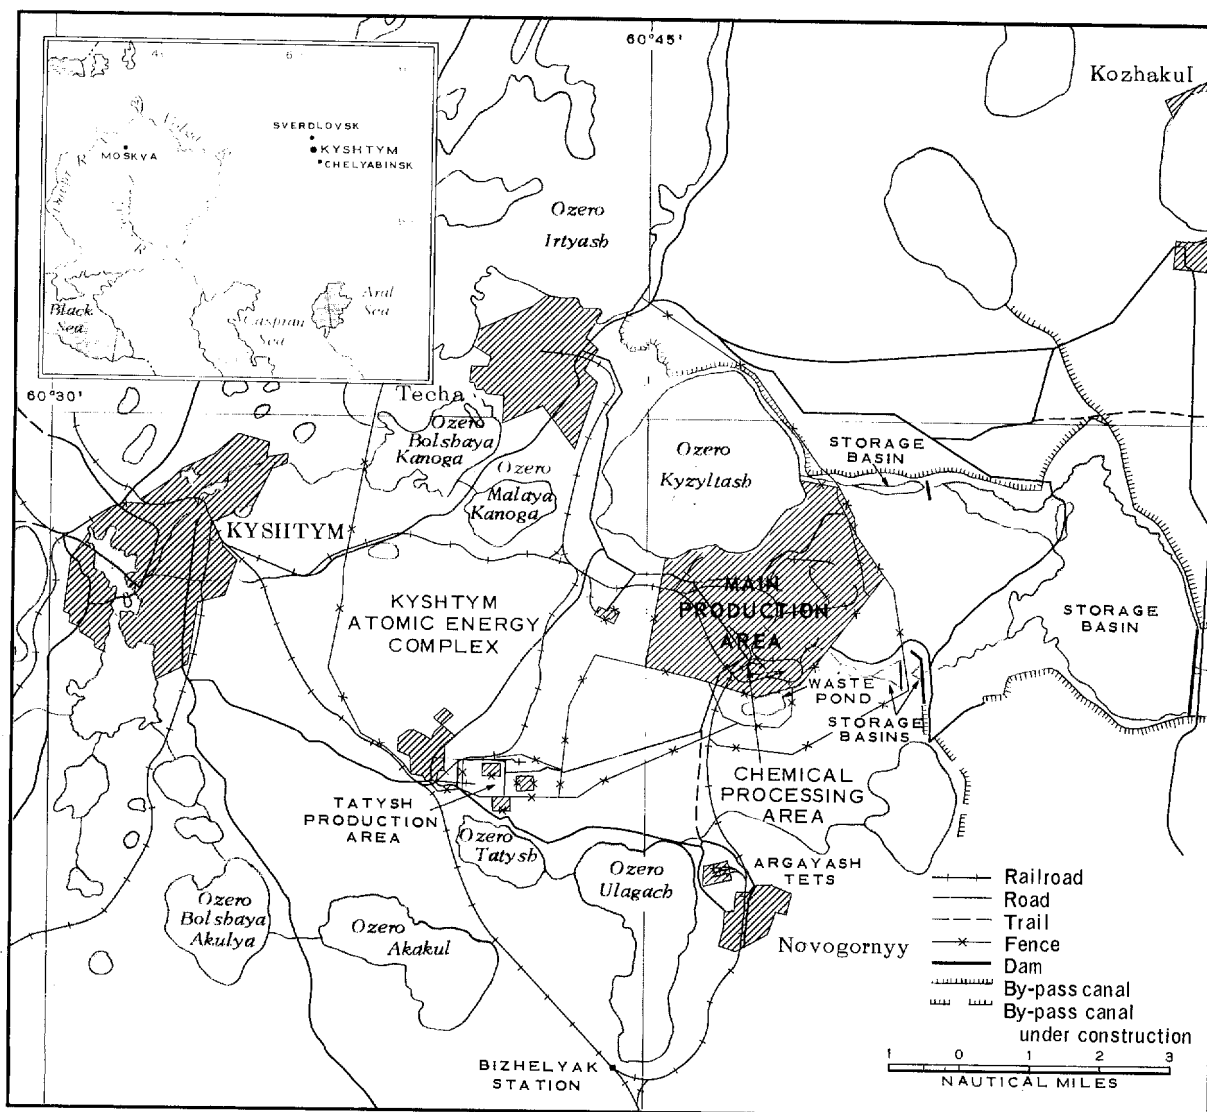 60°45'
Kozhakul
SVERDLOVSK
KYSHTYM
MOSKVA
CHELYABINSK
Ozero
Irtyash
Black
Sea
Caspian
Sea
Aral
Sea
60°30'
Techa
Ozero
Bolshaya
Kanoga
Ozero
Malaya
Kanoga
Ozero
Kyzyltash
STORAGE
BASIN
KYSHTYM
KYSHTYM
ATOMIC ENERGY
COMPLEX
MAIN
PRODUCTION
AREA
STORAGE
BASIN
WASTE
POND
STORAGE
BASINS
CHEMICAL
PROCESSING
AREA
TATYSH
PRODUCTION
AREA
Ozero
Tatysh
Ozero
Ulagach
ARGAYASH
TETS
Ozero
Bolshaya
Akulya
Ozero
Akakul
Novogornyy
Railroad
Road
Trail
Fence
Dam
By-pass canal
By-pass canal
under construction
BIZHELYAK
STATION
1 0 1 2 3
NAUTICAL MILES